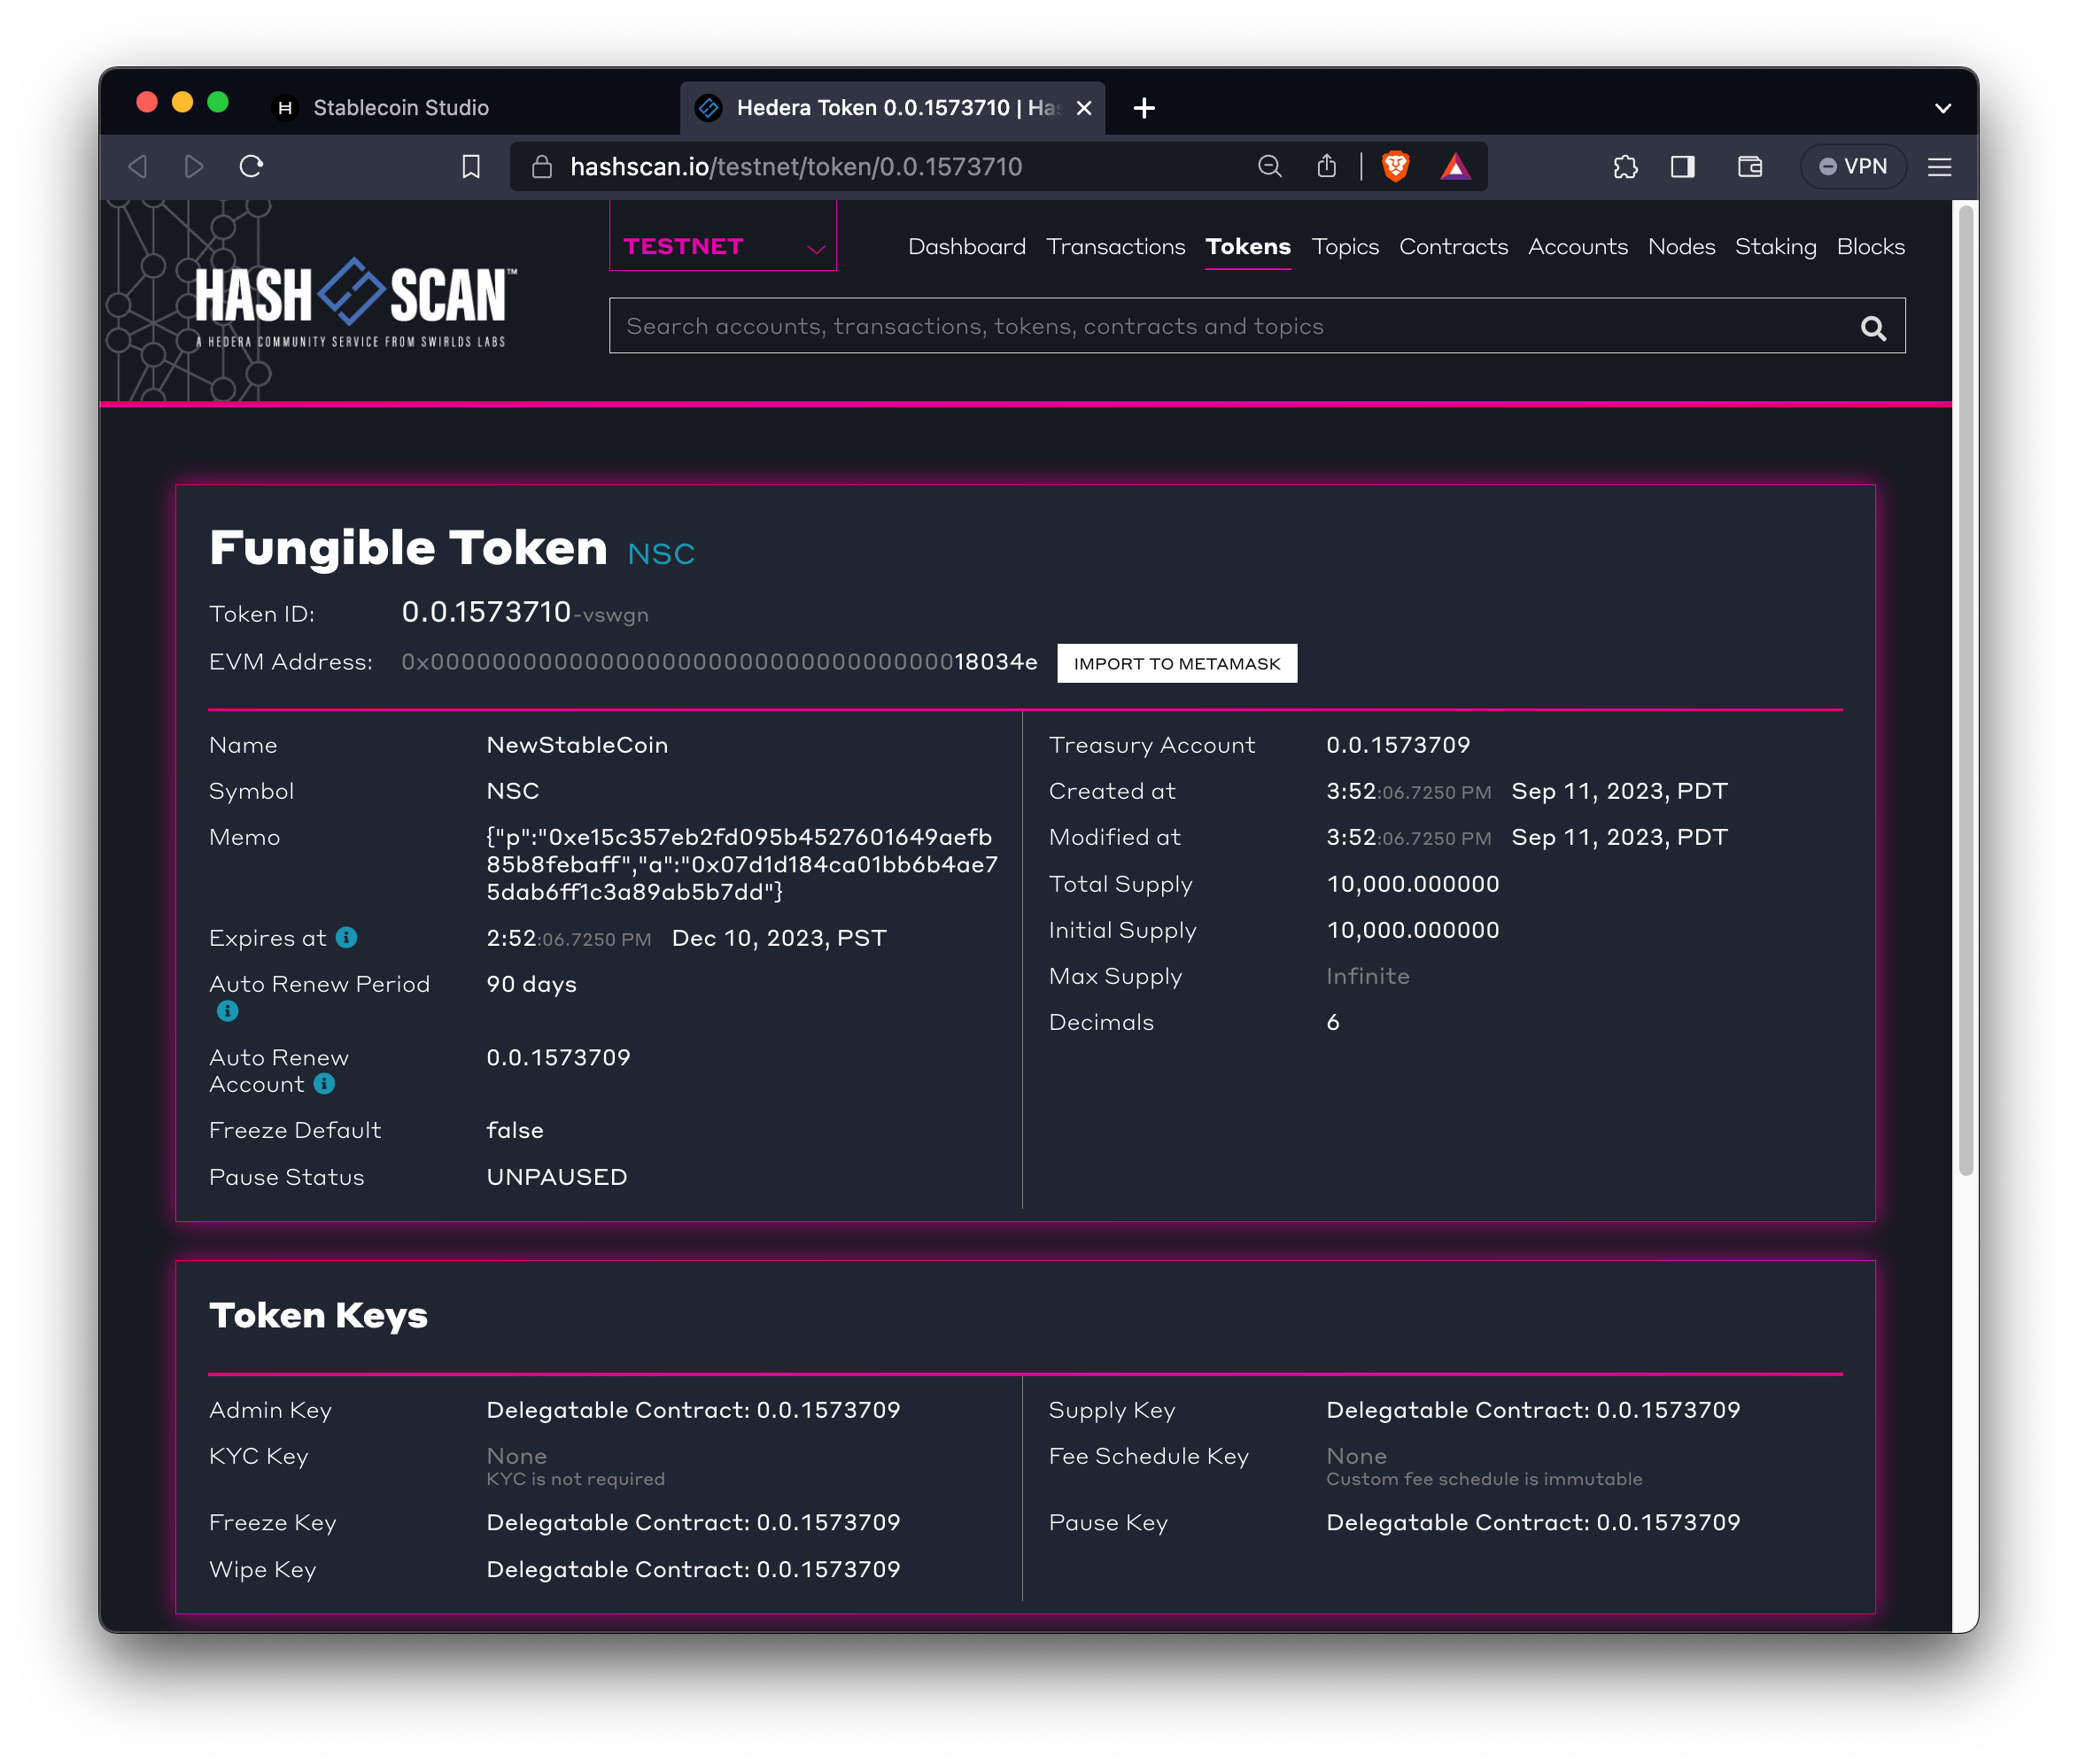 Stablecoin Studio
Hedera Token 0.0.1573710 | Has
hashscan.io/testnet/token/0.0.1573710
VPN
TESTNET
Dashboard Transactions Tokens Topics Contracts Accounts Nodes Staking Blocks
HASH SCAN™
A HEDERA COMMUNITY SERVICE FROM SWIRLDS LABS
Search accounts, transactions, tokens, contracts and topics
Fungible Token NSC
Token ID: 0.0.1573710-vswgn
EVM Address: 0x000000000000000000000000000000000018034e IMPORT TO METAMASK
Name NewStableCoin
Symbol NSC
Memo {"p":"0xe15c357eb2fd095b4527601649aefb
85b8febaff","a":"0x07d1d184ca01bb6b4ae7
5dab6ff1c3a89ab5b7dd"}
Expires at 2:52:06.7250 PM Dec 10, 2023, PST
Auto Renew Period 90 days
Auto Renew
Account 0.0.1573709
Freeze Default false
Pause Status UNPAUSED
Treasury Account 0.0.1573709
Created at 3:52:06.7250 PM Sep 11, 2023, PDT
Modified at 3:52:06.7250 PM Sep 11, 2023, PDT
Total Supply 10,000.000000
Initial Supply 10,000.000000
Max Supply Infinite
Decimals 6
Token Keys
Admin Key Delegatable Contract: 0.0.1573709
KYC Key None
KYC is not required
Freeze Key Delegatable Contract: 0.0.1573709
Wipe Key Delegatable Contract: 0.0.1573709
Supply Key Delegatable Contract: 0.0.1573709
Fee Schedule Key None
Custom fee schedule is immutable
Pause Key Delegatable Contract: 0.0.1573709